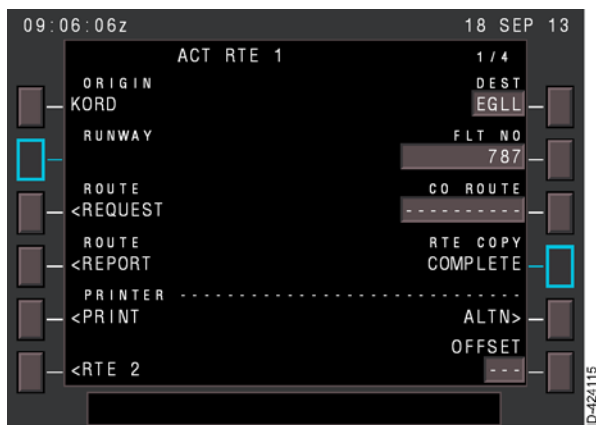 09:06:06z 18 SEP 13
ACT RTE 1 1/4
ORIGIN DEST
KORD EGLL
RUNWAY FLT NO
787
ROUTE CO ROUTE
<REQUEST ----------
ROUTE RTE COPY
<REPORT COMPLETE
PRINTER ----------------------------
<PRINT ALTN>
OFFSET
<RTE 2 ---
D-424115